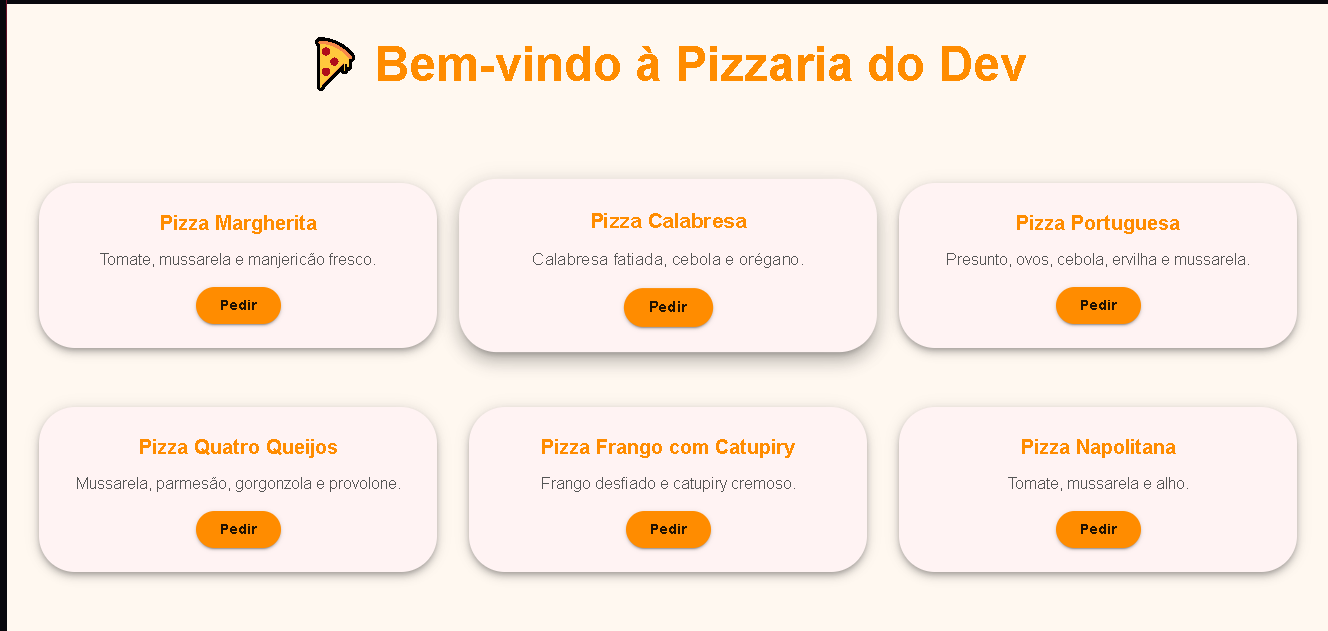 Bem-vindo à Pizzaria do Dev
Pizza Margherita
Tomate, mussarela e manjericão fresco.
Pedir
Pizza Calabresa
Calabresa fatiada, cebola e orégano.
Pedir
Pizza Portuguesa
Presunto, ovos, cebola, ervilha e mussarela.
Pedir
Pizza Quatro Queijos
Mussarela, parmesão, gorgonzola e provolone.
Pedir
Pizza Frango com Catupiry
Frango desfiado e catupiry cremoso.
Pedir
Pizza Napolitana
Tomate, mussarela e alho.
Pedir